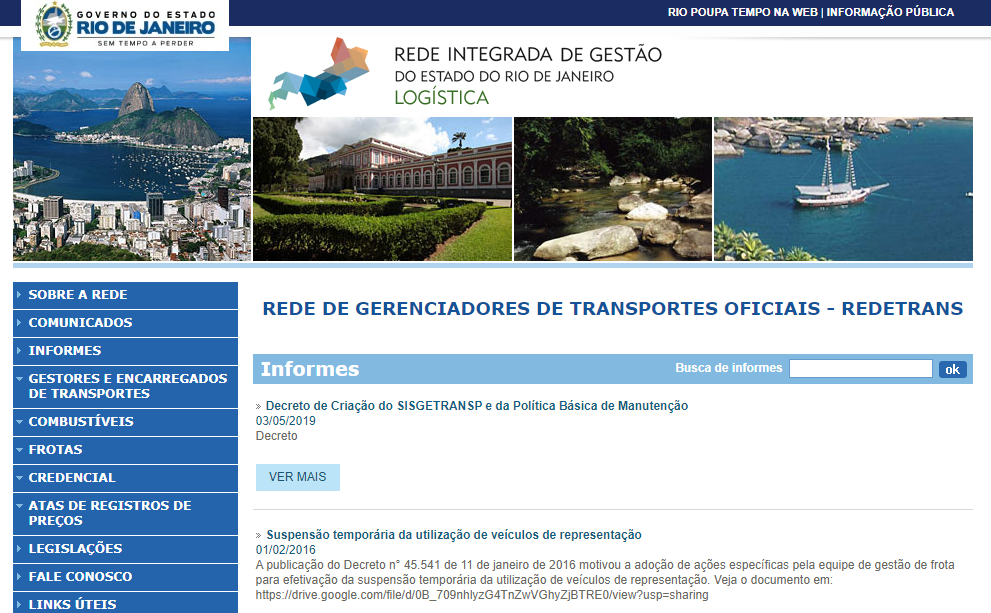 RIO POUPA TEMPO NA WEB | INFORMAÇÃO PÚBLICA
GOVERNO DO ESTADO
RIO DE JANEIRO
SEM TEMPO A PERDER
REDE INTEGRADA DE GESTÃO
DO ESTADO DO RIO DE JANEIRO
LOGÍSTICA
SOBRE A REDE
COMUNICADOS
INFORMES
GESTORES E ENCARREGADOS
DE TRANSPORTES
COMBUSTÍVEIS
FROTAS
CREDENCIAL
ATAS DE REGISTROS DE
PREÇOS
LEGISLAÇÕES
FALE CONOSCO
LINKS ÚTEIS
REDE DE GERENCIADORES DE TRANSPORTES OFICIAIS - REDETRANS
Informes
Busca de informes
ok
» Decreto de Criação do SISGETRANSP e da Política Básica de Manutenção
03/05/2019
Decreto
VER MAIS
» Suspensão temporária da utilização de veículos de representação
01/02/2016
A publicação do Decreto n° 45.541 de 11 de janeiro de 2016 motivou a adoção de ações específicas pela equipe de gestão de frota
para efetivação da suspensão temporária da utilização de veículos de representação. Veja o documento em:
https://drive.google.com/file/d/0B_709nhlyzG4TnZwVGhyZjBTRE0/view?usp=sharing